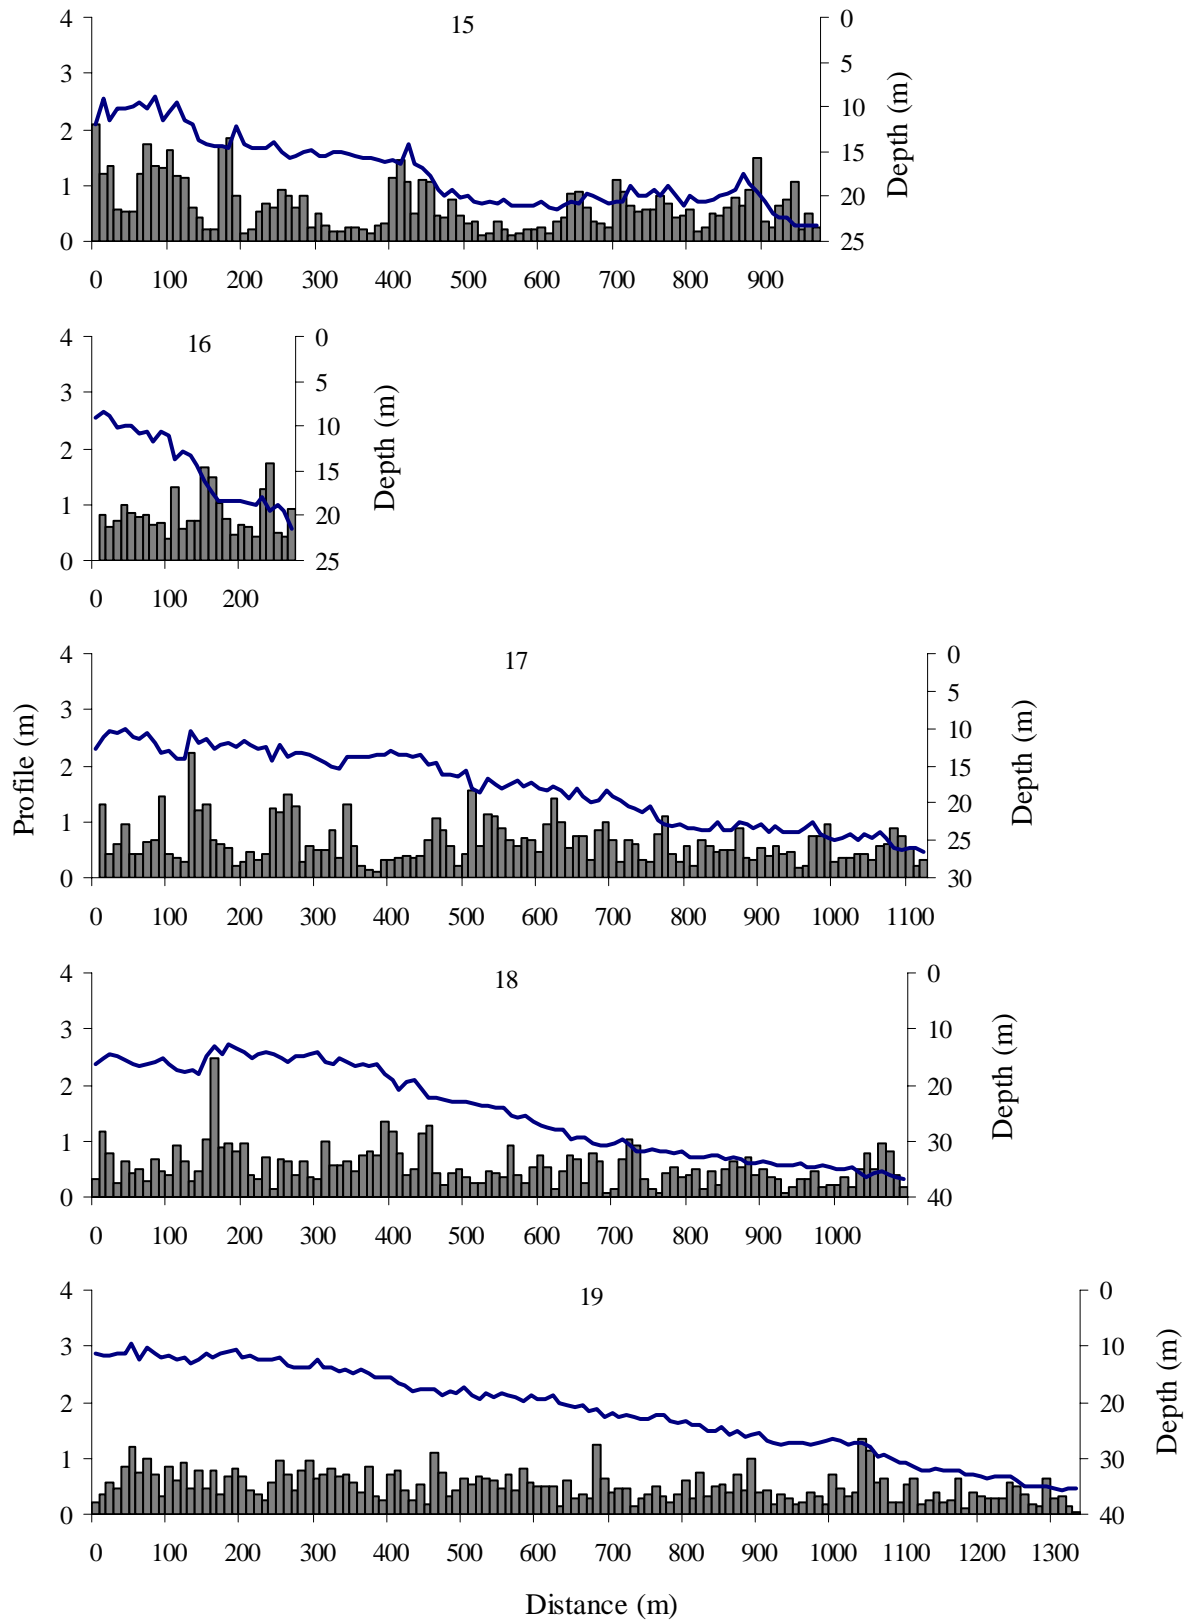 15
4 3 2 1 0
0 5 10 15 20 25
Depth (m)
0 100 200 300 400 500 600 700 800 900
16
4 3 2 1 0
0 5 10 15 20 25
Depth (m)
0 100 200
17
4 3 2 1 0
0 5 10 15 20 25 30
Profile (m)
Depth (m)
0 100 200 300 400 500 600 700 800 900 1000 1100
18
4 3 2 1 0
0 10 20 30 40
Depth (m)
0 100 200 300 400 500 600 700 800 900 1000
19
4 3 2 1 0
0 10 20 30 40
Depth (m)
0 100 200 300 400 500 600 700 800 900 1000 1100 1200 1300
Distance (m)